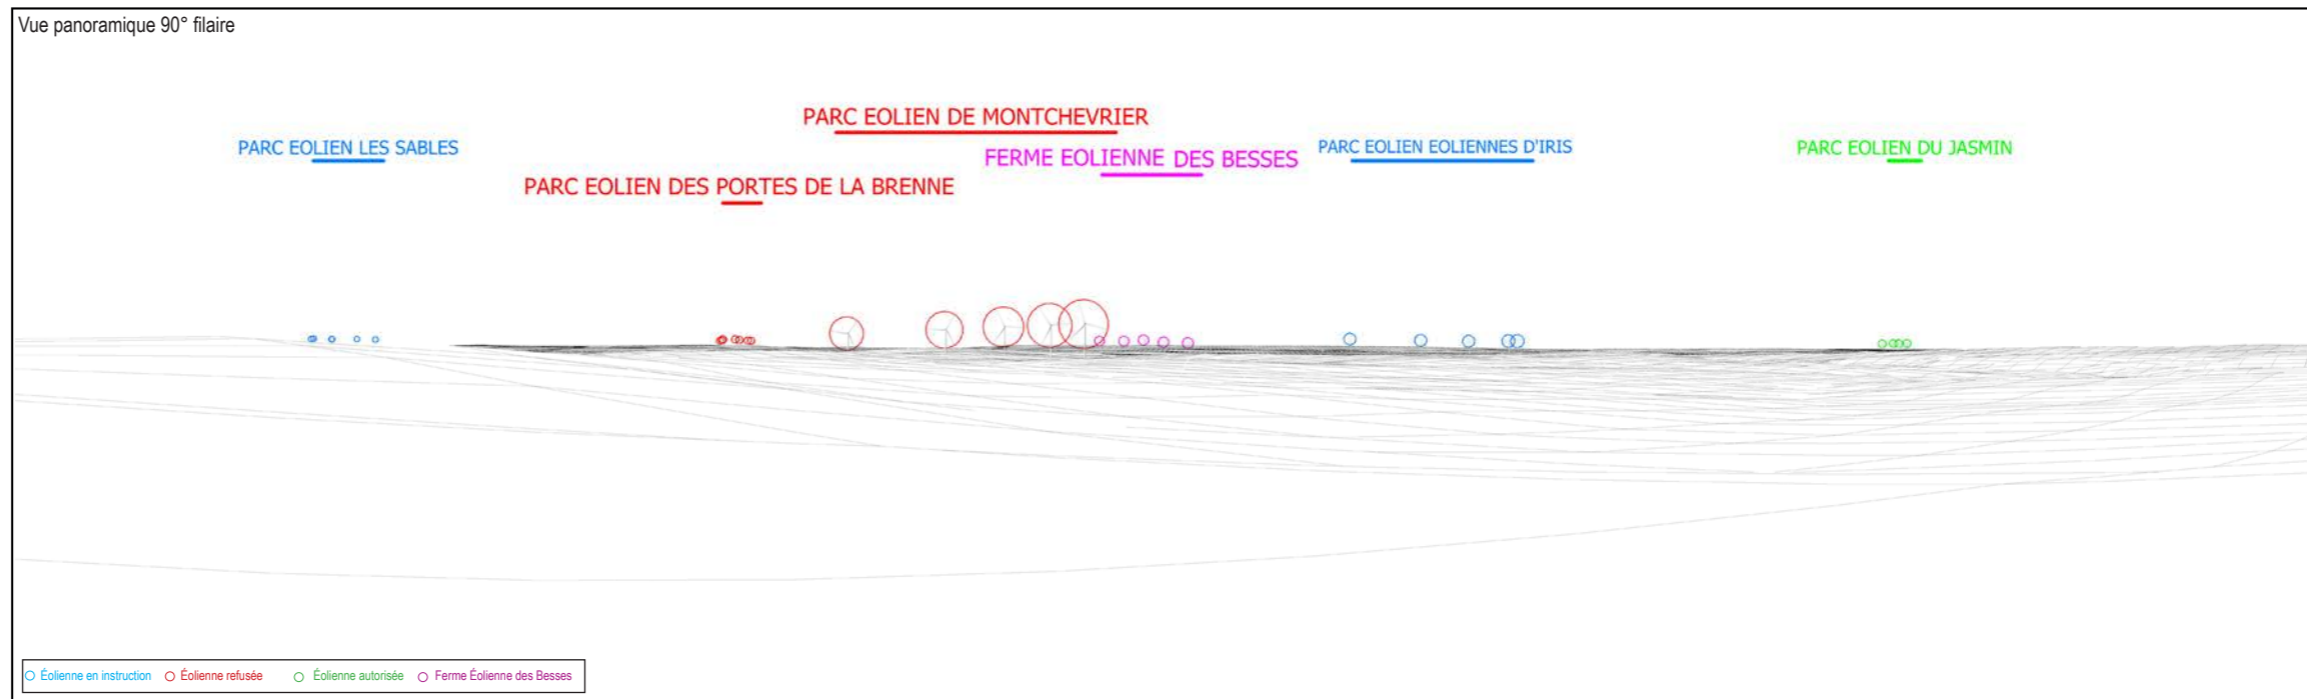 Vue panoramique 90° filaire
PARC EOLIEN DE MONTCHEVRIER
PARC EOLIEN LES SABLES
FERME EOLIENNE DES BESSES
PARC EOLIEN EOLIENNES D'IRIS
PARC EOLIEN DU JASMIN
PARC EOLIEN DES PORTES DE LA BRENNE
Éolienne en instruction
Éolienne refusée
Éolienne autorisée
Ferme Éolienne des Besses